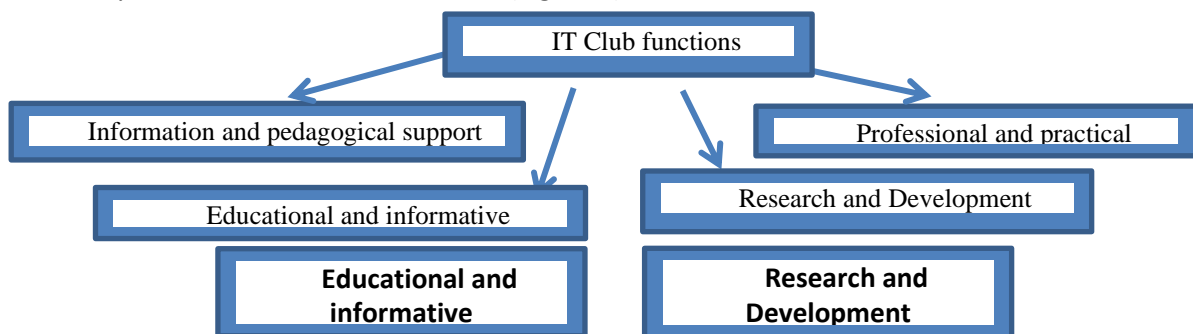 IT Club functions
Information and pedagogical support
Professional and practical
Educational and informative
Research and Development
Educational and
informative
Research and
Development